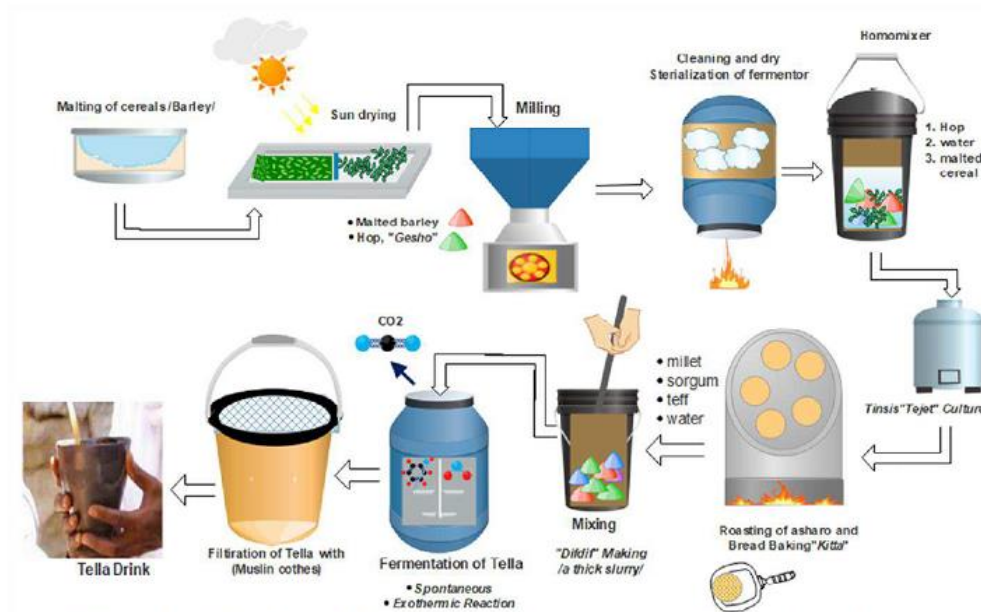 Homomixer
Cleaning and dry
Sterialization of fermentor
Malting of cereals /Barley/
Sun drying
Milling
1. Hop
2. water
3. malted
cereal
• Malted barley
• Hop, "Gesho"
CO2
• millet
• sorgum
• teff
• water
Tinsis"Tejet" Culture
Mixing
Roasting of asharo and
Bread Baking"Kitta"
"Difdif" Making
/a thick slurry/
Fermentation of Tella
• Spontaneous
• Exothermic Reaction
Filtiration of Tella with
(Muslin cothes)
Tella Drink